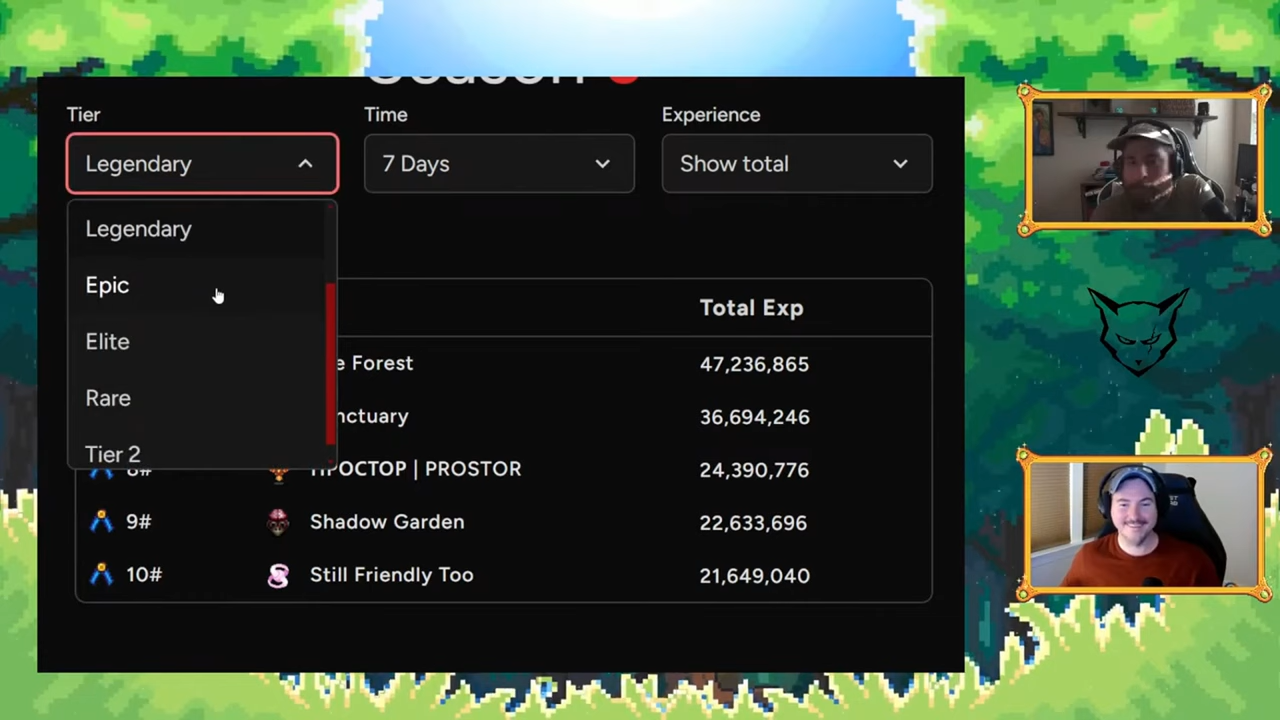 Season
Tier
Time
Experience
Legendary
7 Days
Show total
Legendary
Epic
Elite
Rare
Tier 2
Total Exp
e Forest
47,236,865
nctuary
36,694,246
8#
ПРОСТОР | PROSTOR
24,390,776
9#
Shadow Garden
22,633,696
10#
Still Friendly Too
21,649,040